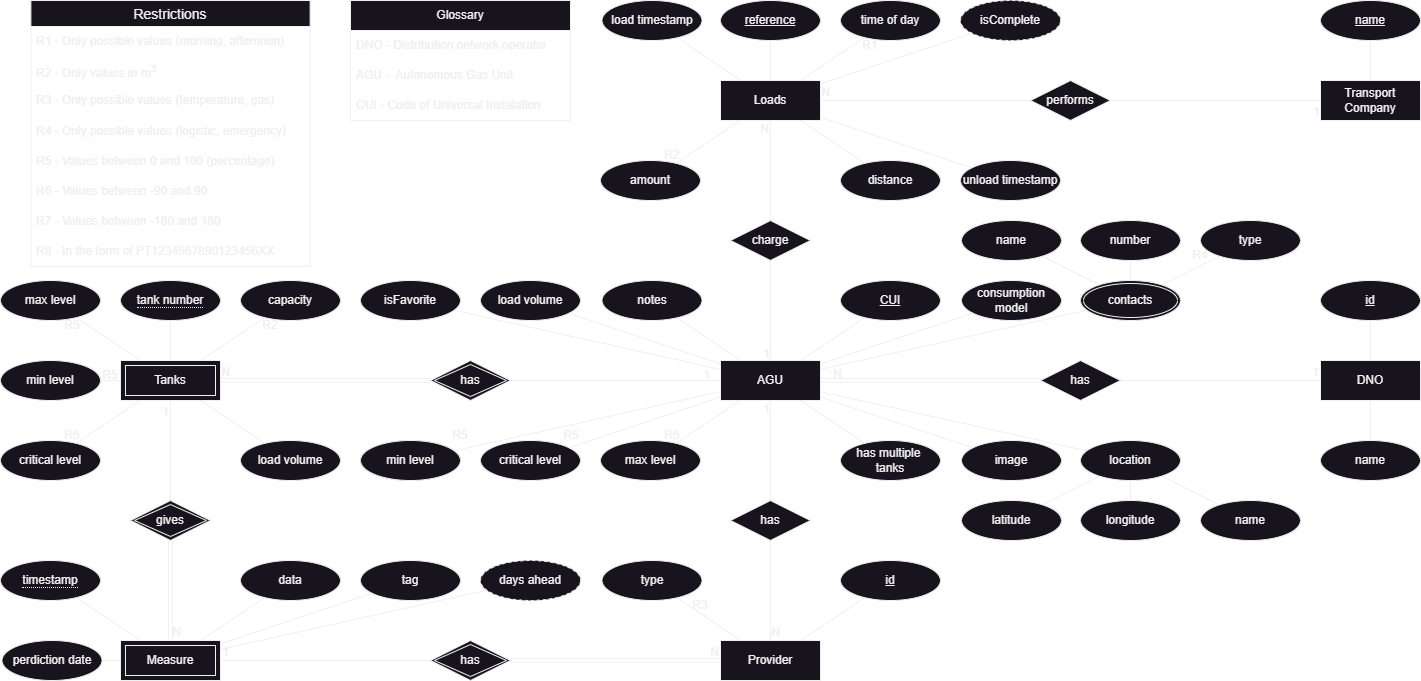 Restrictions
R1 - Only possible values (morning, afternoon)
R2 - Only values in m³
R3 - Only possible values (temperature, gas)
R4 - Only possible values (logistic, emergency)
R5 - Values between 0 and 100 (percentage)
R6 - Values between -90 and 90
R7 - Values between -180 and 180
R8 - In the form of PT1234567890123456XX
Glossary
DNO - Distribution network operator
AGU - Autonomous Gas Unit
CUI - Code of Universal Instalation
load timestamp
reference
time of day
isComplete
name
R1
Loads
N
performs
1
Transport
Company
N
R2
amount
distance
unload timestamp
charge
name
number
type
R4
max level
tank number
capacity
isFavorite
load volume
notes
CUI
consumption
model
contacts
id
R5
R2
1
min level
R5
Tanks
N
has
1
AGU
N
has
1
DNO
1
1
R5
R5
R5
R5
critical level
load volume
min level
critical level
max level
has multiple
tanks
image
location
name
gives
has
latitude
longitude
name
timestamp
data
tag
days ahead
type
id
R3
N
N
perdiction date
Measure
1
has
N
Provider